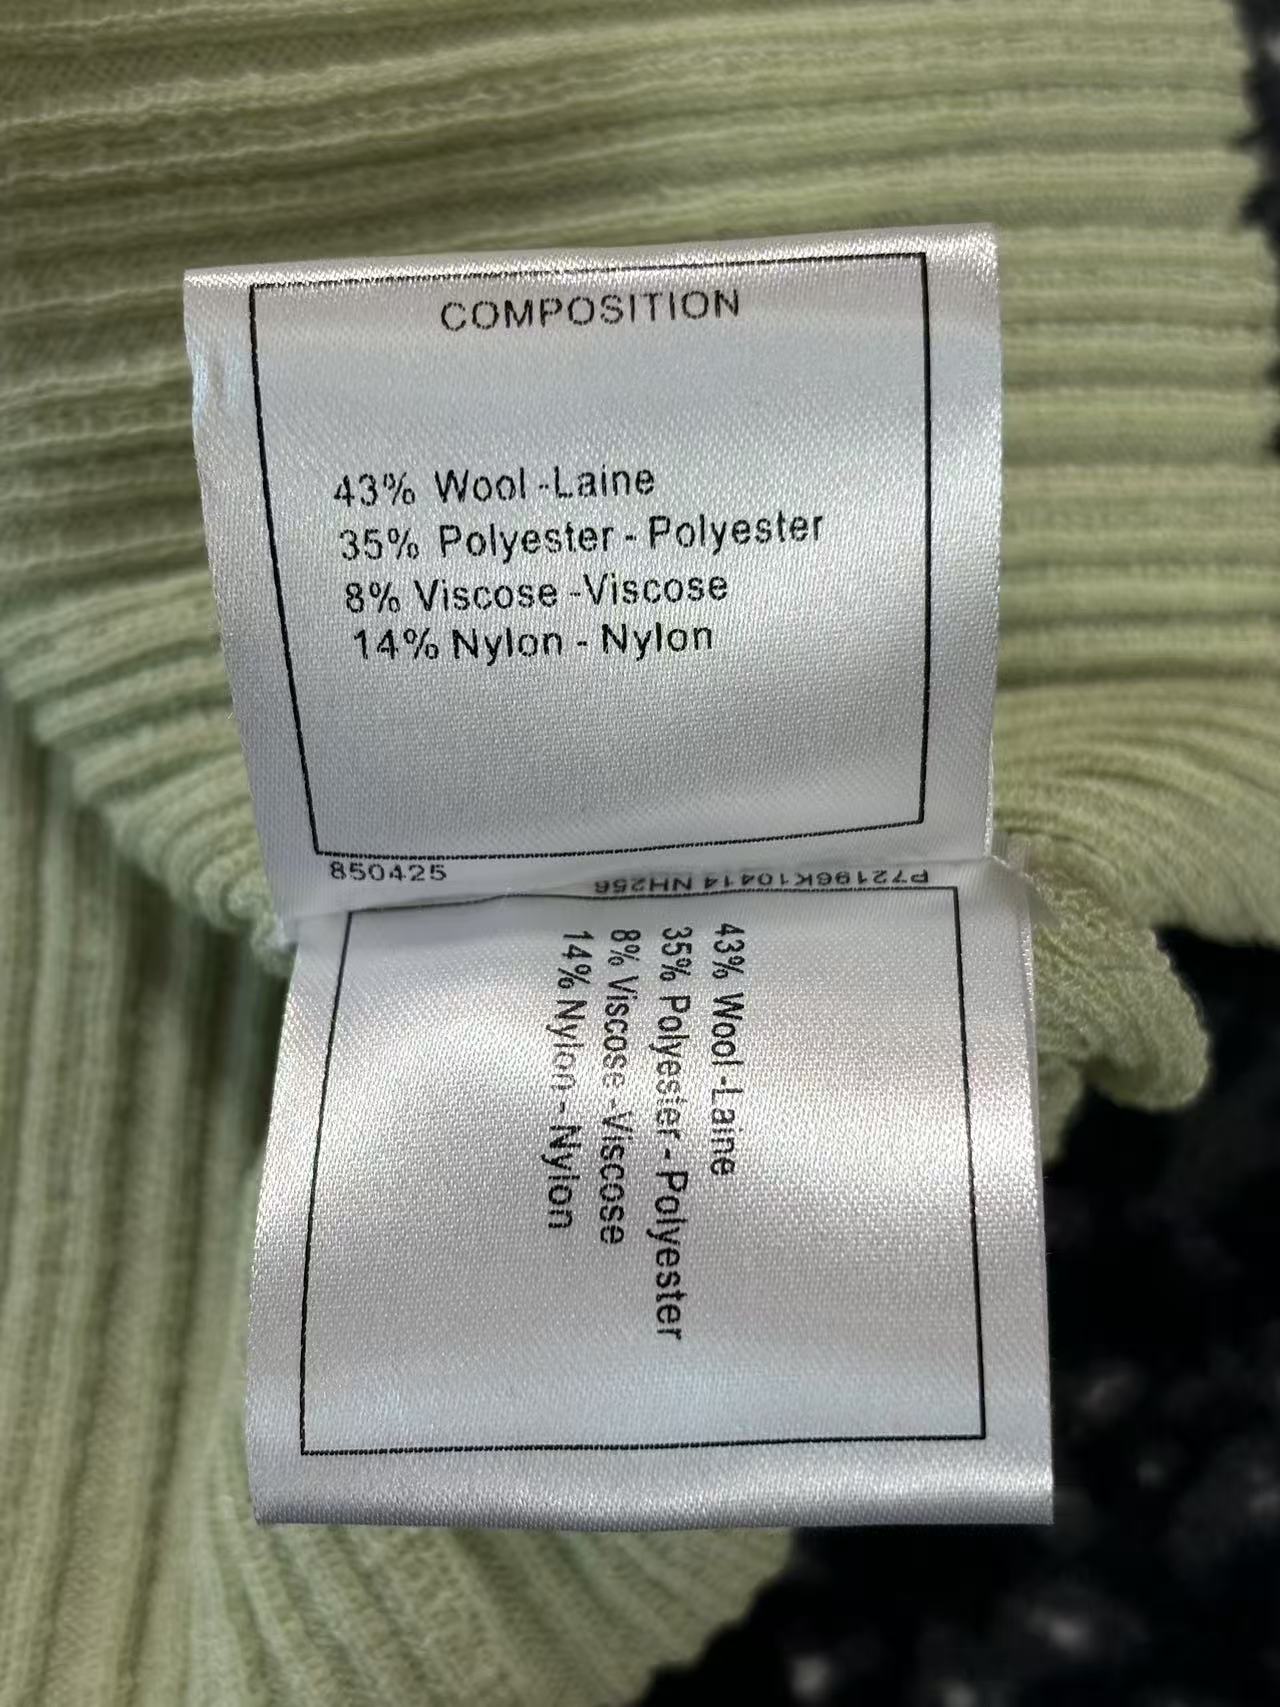 COMPOSITION
43% Wool -Laine
35% Polyester - Polyester
8% Viscose -Viscose
14% Nylon - Nylon
850425
P72196K10414 NH256
43% Wool -Laine
35% Polyester - Polyester
8% Viscose -Viscose
14% Nylon - Nylon